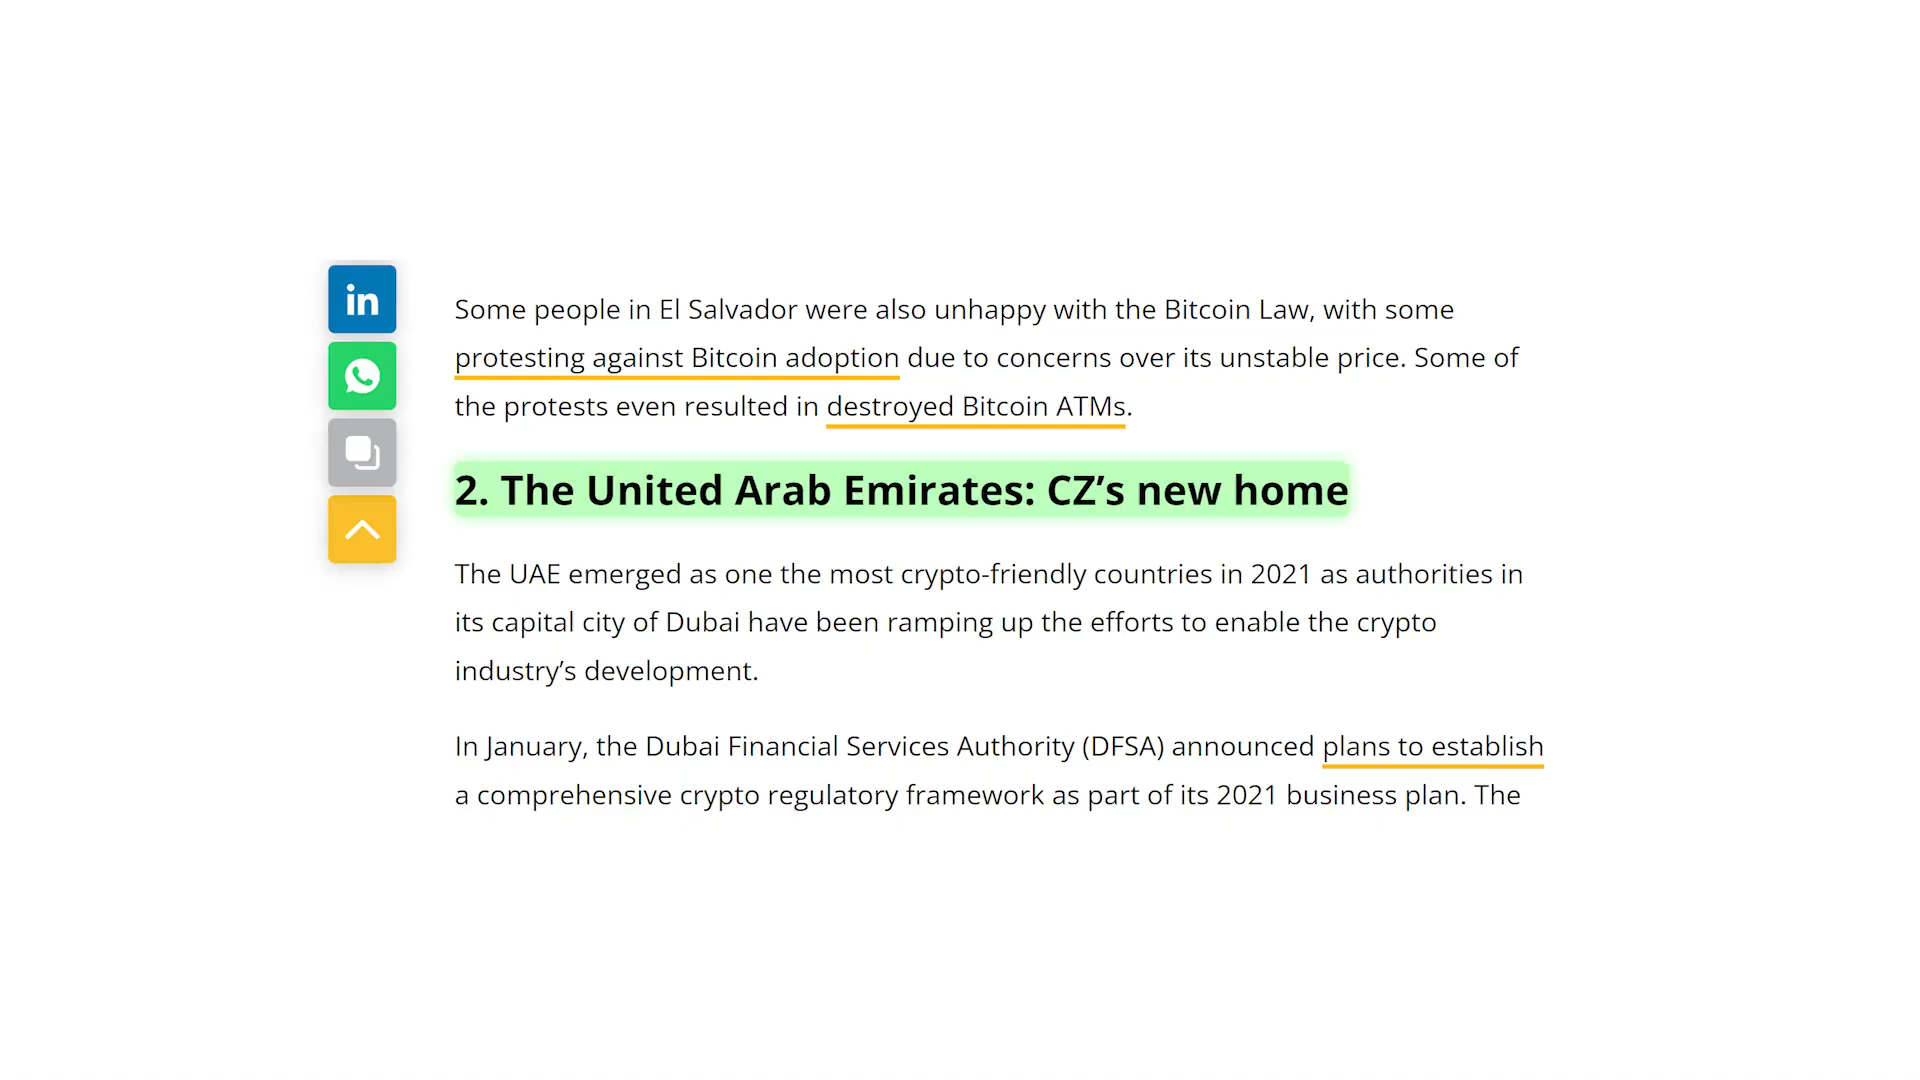 in
Some people in El Salvador were also unhappy with the Bitcoin Law, with some
protesting against Bitcoin adoption due to concerns over its unstable price. Some of
the protests even resulted in destroyed Bitcoin ATMs.
2. The United Arab Emirates: CZ’s new home
The UAE emerged as one the most crypto-friendly countries in 2021 as authorities in
its capital city of Dubai have been ramping up the efforts to enable the crypto
industry’s development.
In January, the Dubai Financial Services Authority (DFSA) announced plans to establish
a comprehensive crypto regulatory framework as part of its 2021 business plan. The